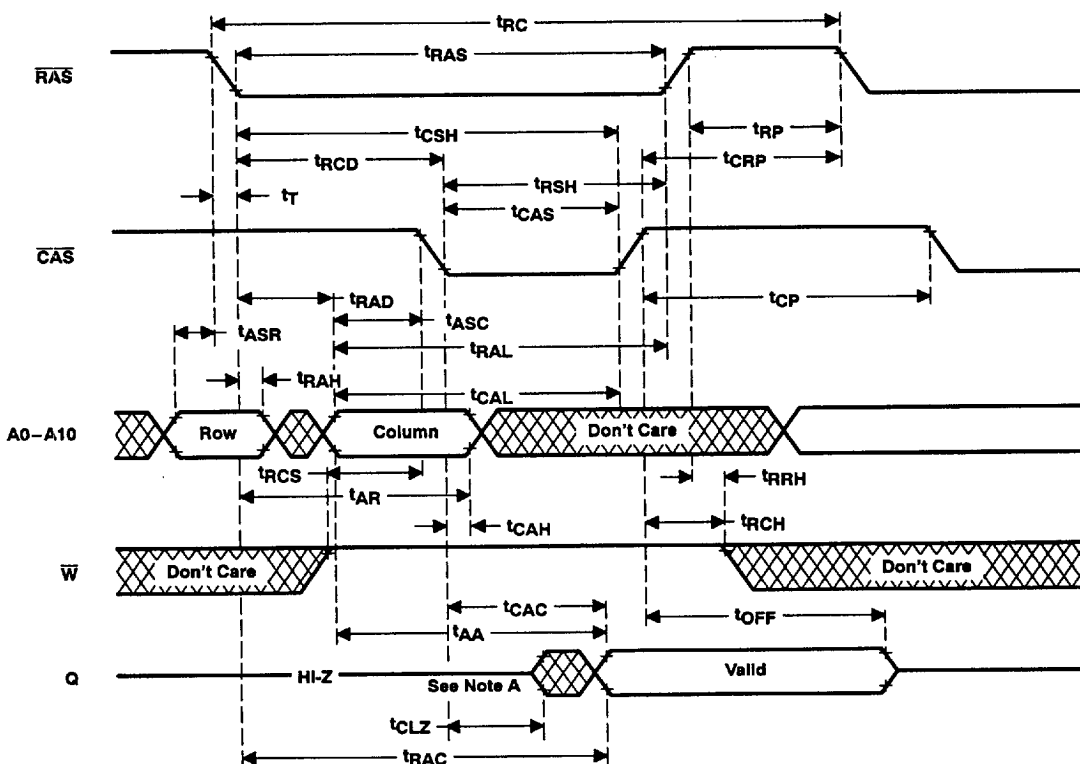 tRC
tRAS
RAS
tCSH
tRP
tRCD
tCRP
tRSH
tT
tCAS
CAS
tRAD
tCP
tASR
tASC
tRAL
tRAH
tCAL
A0–A10
Row
Column
Don't Care
tRCS
tRRH
tAR
tCAH
tRCH
W
Don't Care
Don't Care
tCAC
tOFF
tAA
Q
HI-Z
See Note A
Valid
tCLZ
tRAC